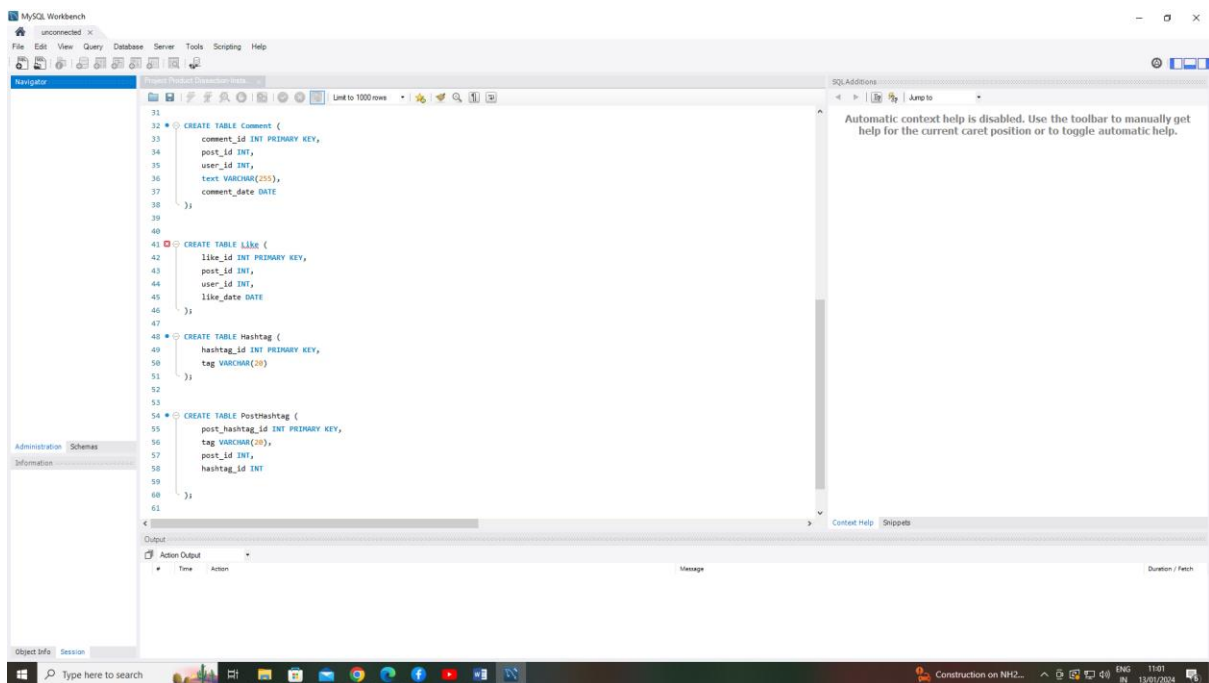 MySQL Workbench
unconnected ×
File Edit View Query Database Server Tools Scripting Help
Navigator
SQLAdditions
Limit to 1000 rows
Jump to
31
32 CREATE TABLE Comment (
33 comment_id INT PRIMARY KEY,
34 post_id INT,
35 user_id INT,
36 text VARCHAR(255),
37 comment_date DATE
38 );
39
40
41 CREATE TABLE Like (
42 like_id INT PRIMARY KEY,
43 post_id INT,
44 user_id INT,
45 like_date DATE
46 );
47
48 CREATE TABLE Hashtag (
49 hashtag_id INT PRIMARY KEY,
50 tag VARCHAR(20)
51 );
52
53
54 CREATE TABLE PostHashtag (
55 post_hashtag_id INT PRIMARY KEY,
56 tag VARCHAR(20),
57 post_id INT,
58 hashtag_id INT
59
60 );
61
Automatic context help is disabled. Use the toolbar to manually get
help for the current caret position or to toggle automatic help.
Administration Schemas
Information
Context Help Snippets
Output
Action Output
# Time Action Message Duration / Fetch
Object Info Session
Type here to search
Construction on NH2...
ENG
IN
11:01
13/01/2024